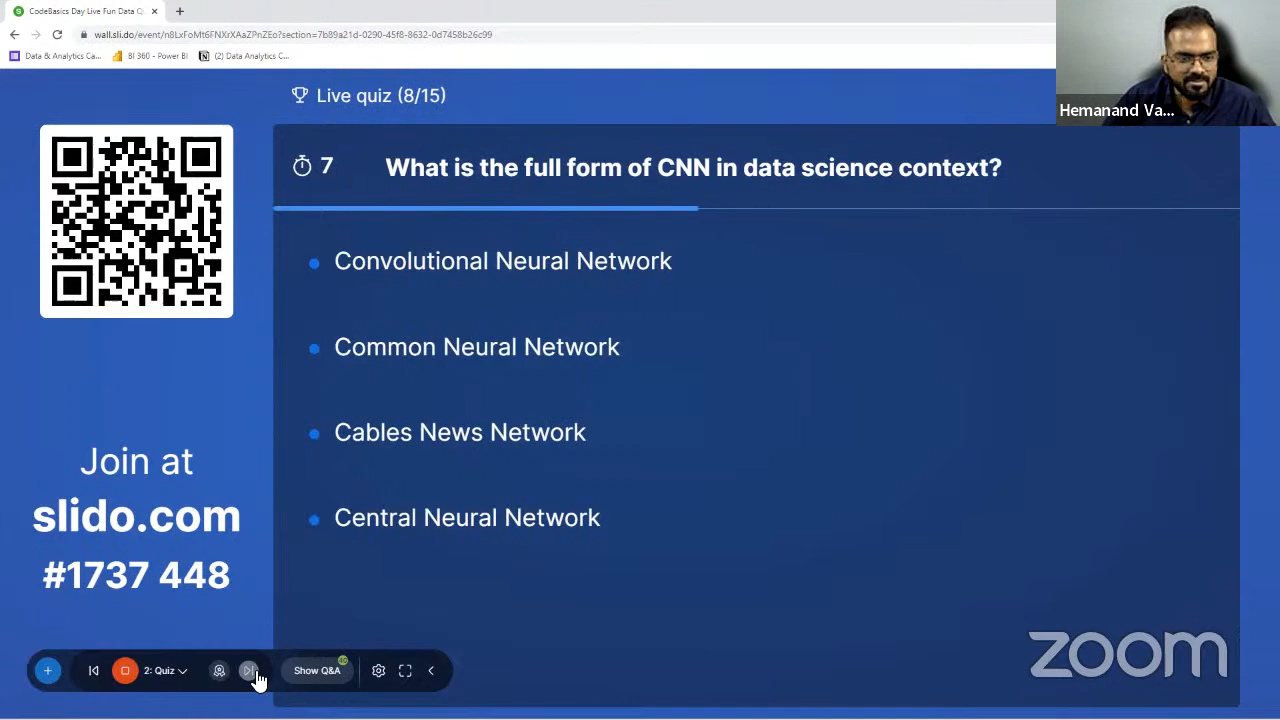 CodeBasics Day Live Fun Data Q
wall.sli.do/event/n8LxFoMt6FNXrXAaZPnZEo?section=7b89a21d-0290-45f8-8632-0d7458b26c99
Data & Analytics Ca...
BI 360 - Power BI
(2) Data Analytics C...
Hemanand Va...
Live quiz (8/15)
7
What is the full form of CNN in data science context?
Convolutional Neural Network
Common Neural Network
Cables News Network
Central Neural Network
Join at
slido.com
#1737 448
2: Quiz
Show Q&A
40
zoom